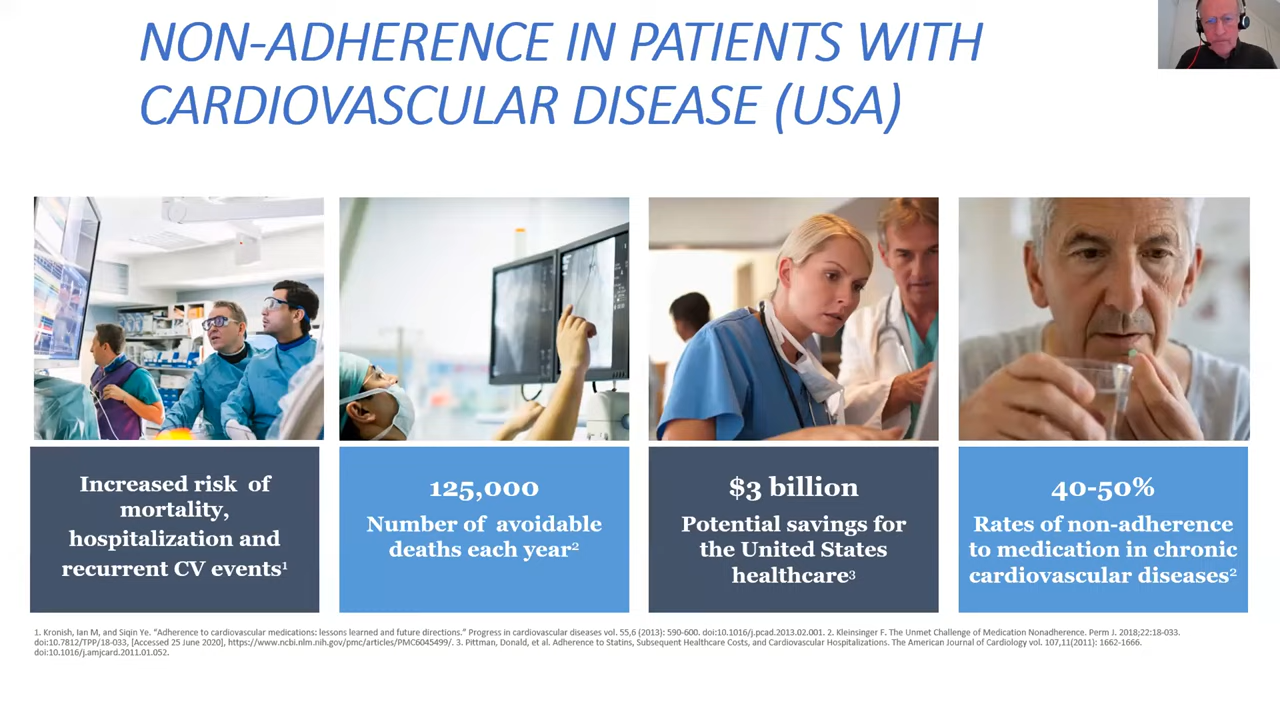 NON-ADHERENCE IN PATIENTS WITH
CARDIOVASCULAR DISEASE (USA)
Increased risk of
mortality,
hospitalization and
recurrent CV events¹
125,000
Number of avoidable
deaths each year²
$3 billion
Potential savings for
the United States
healthcare³
40-50%
Rates of non-adherence
to medication in chronic
cardiovascular diseases²
1. Kronish, Ian M, and Siqin Ye. “Adherence to cardiovascular medications: lessons learned and future directions.” Progress in cardiovascular diseases vol. 55,6 (2013): 590-600. doi:10.1016/j.pcad.2013.02.001. 2. Kleinsinger F. The Unmet Challenge of Medication Nonadherence. Perm J. 2018;22:18-033.
doi:10.7812/TPP/18-033, [Accessed 25 June 2020], https://www.ncbi.nlm.nih.gov/pmc/articles/PMC6045499/. 3. Pittman, Donald, et al. Adherence to Statins, Subsequent Healthcare Costs, and Cardiovascular Hospitalizations. The American Journal of Cardiology vol. 107,11(2011): 1662-1666.
doi:10.1016/j.amjcard.2011.01.052.